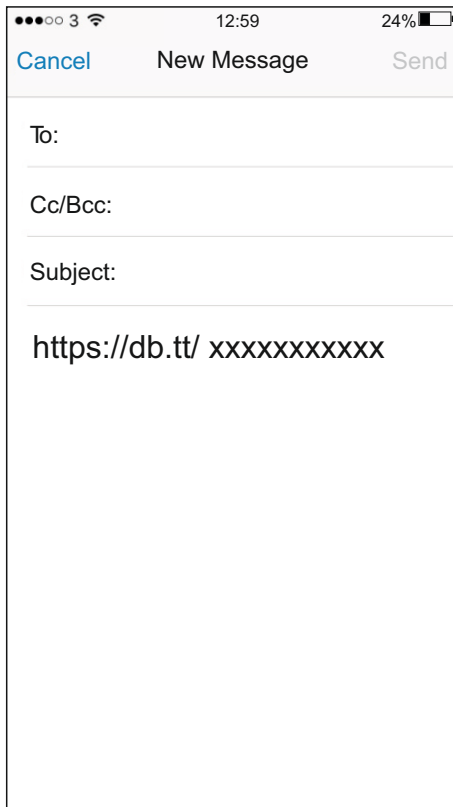 3 12:59 24%
Cancel New Message Send
To:
Cc/Bcc:
Subject:
https://db.tt/ xxxxxxxxxxx